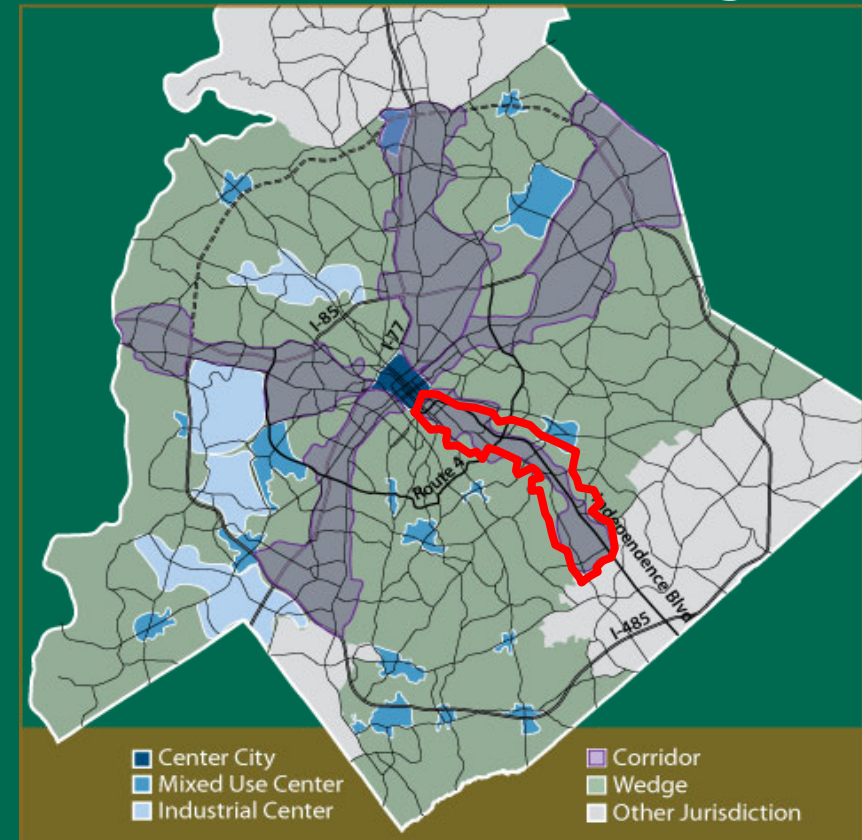 I-85
I-77
Route 4
Independence Blvd
I-485
Center City
Mixed Use Center
Industrial Center
Corridor
Wedge
Other Jurisdiction